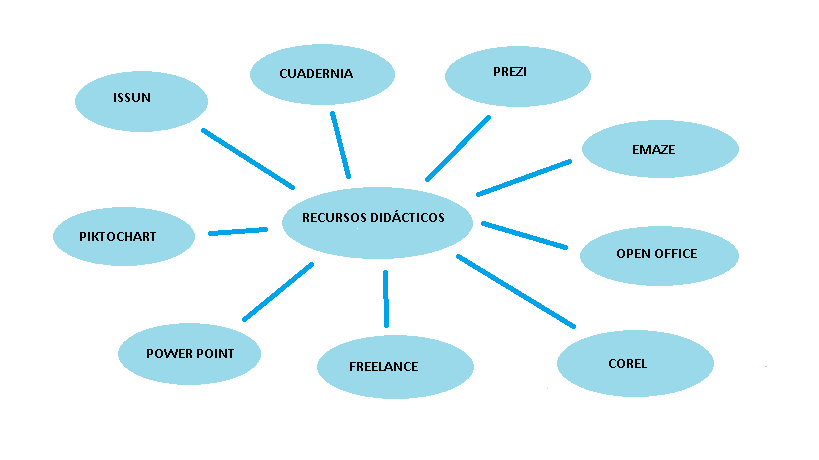 CUADERNIA
PREZI
ISSUN
EMAZE
RECURSOS DIDÁCTICOS
PIKTOCHART
OPEN OFFICE
POWER POINT
FREELANCE
COREL